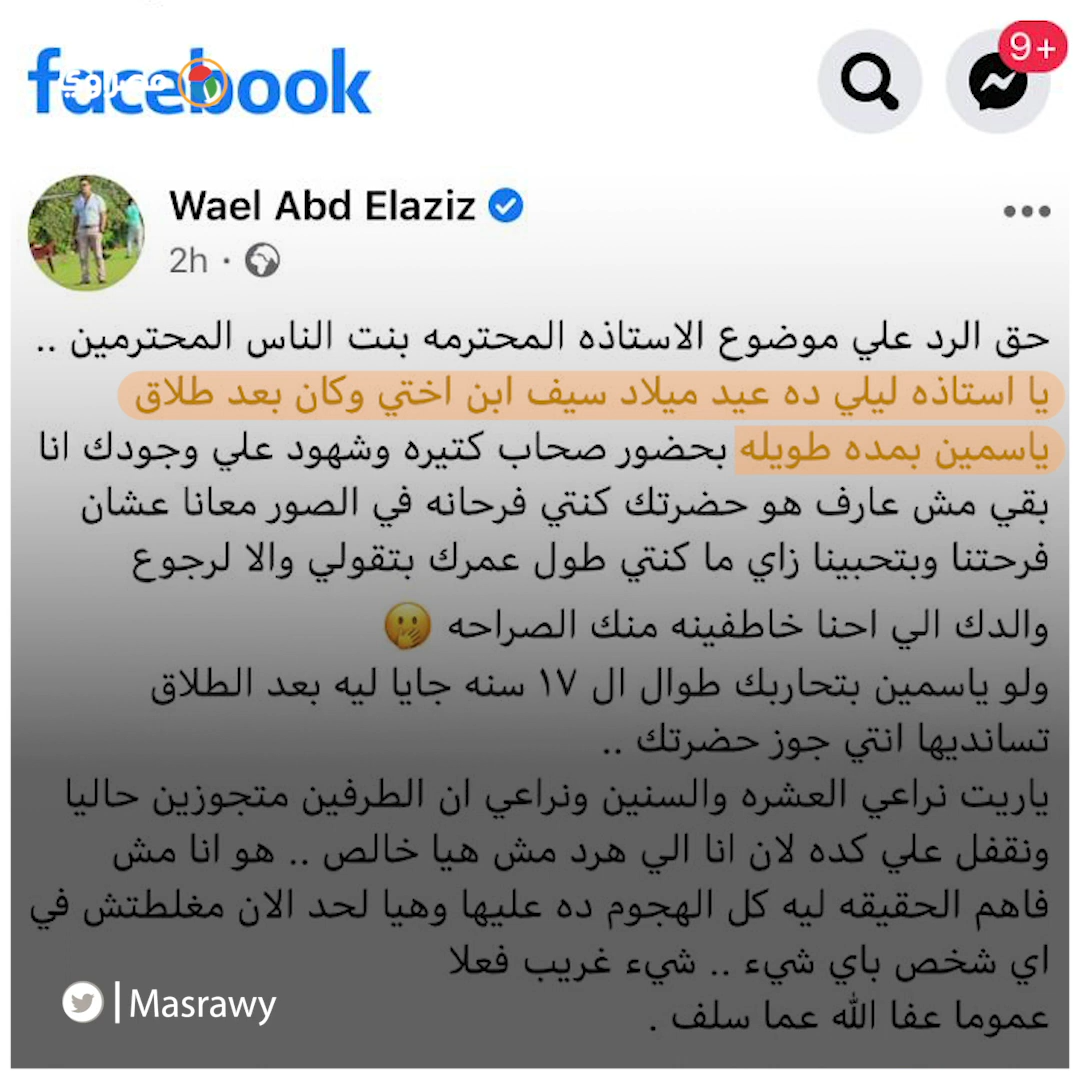 facebook
مصراوي
9+
Wael Abd Elaziz
2h ·
حق الرد علي موضوع الاستاذه المحترمه بنت الناس المحترمين ..
يا استاذه ليلي ده عيد ميلاد سيف ابن اختي وكان بعد طلاق
ياسمين بمده طويله بحضور صحاب كتيره وشهود علي وجودك انا
بقي مش عارف هو حضرتك كنتي فرحانه في الصور معانا عشان
فرحتنا وبتحبينا زاي ما كنتي طول عمرك بتقولي والا لرجوع
والدك الي احنا خاطفينه منك الصراحه 🤭
ولو ياسمين بتحاربك طوال ال ١٧ سنه جايا ليه بعد الطلاق
تسانديها انتي جوز حضرتك ..
ياريت نراعي العشره والسنين ونراعي ان الطرفين متجوزين حاليا
ونقفل علي كده لان انا الي هرد مش هيا خالص .. هو انا مش
فاهم الحقيقه ليه كل الهجوم ده عليها وهيا لحد الان مغلطتش في
اي شخص باي شيء .. شيء غريب فعلا
عموما عفا الله عما سلف .
Masrawy